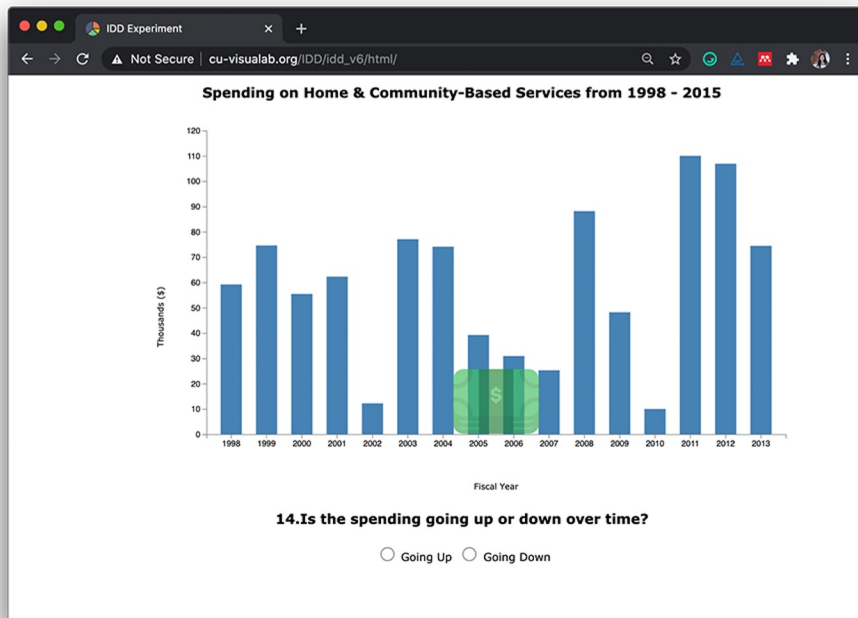 IDD Experiment
Not Secure | cu-visualab.org/IDD/idd_v6/html/
Spending on Home & Community-Based Services from 1998 - 2015
120
110
100
90
80
70
60
50
40
30
20
10
0
Thousands ($)
$
1998 1999 2000 2001 2002 2003 2004 2005 2006 2007 2008 2009 2010 2011 2012 2013
Fiscal Year
14.Is the spending going up or down over time?
Going Up Going Down